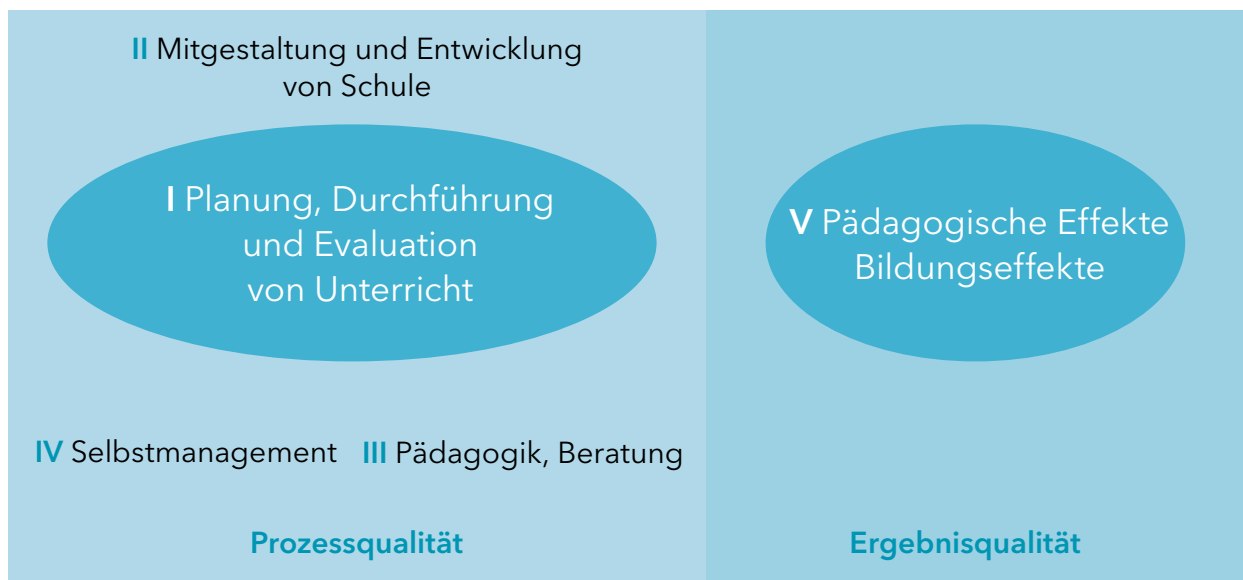 II Mitgestaltung und Entwicklung
von Schule
I Planung, Durchführung
und Evaluation
von Unterricht
IV Selbstmanagement
III Pädagogik, Beratung
Prozessqualität
V Pädagogische Effekte
Bildungseffekte
Ergebnisqualität